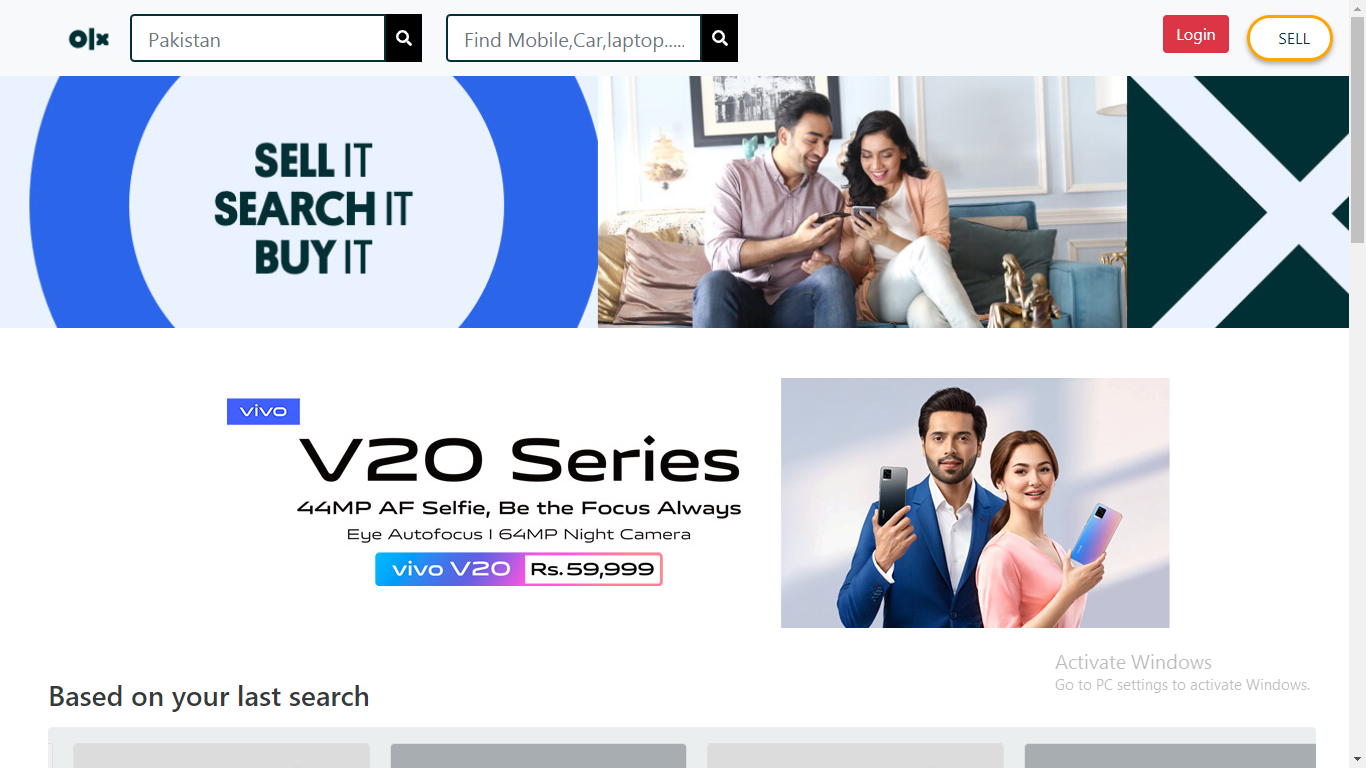 olx
Pakistan
Find Mobile,Car,laptop.....
Login
SELL
SELL IT
SEARCH IT
BUY IT
vivo
V20 Series
44MP AF Selfie, Be the Focus Always
Eye Autofocus I 64MP Night Camera
vivo V20 Rs. 59,999
Activate Windows
Go to PC settings to activate Windows.
Based on your last search